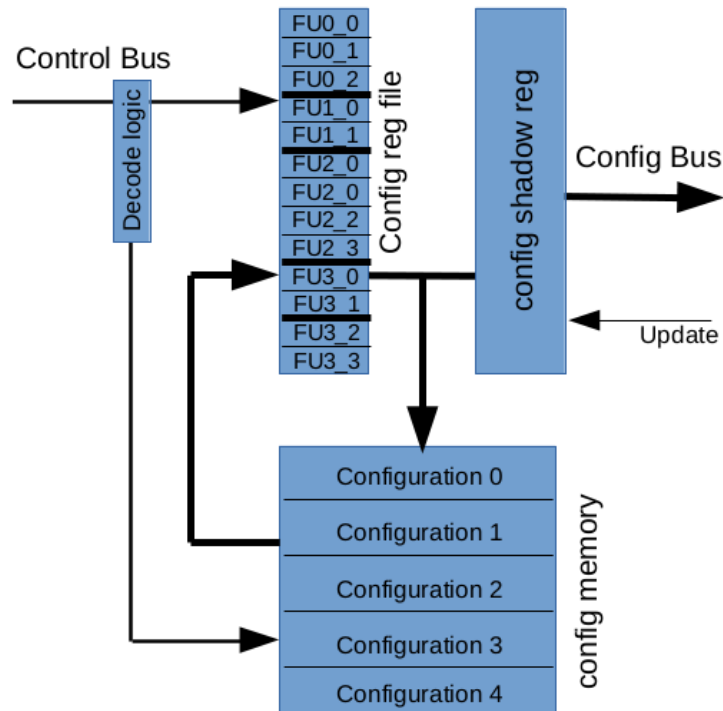 Control Bus
Decode logic
FU0_0
FU0_1
FU0_2
FU1_0
FU1_1
FU2_0
FU2_0
FU2_2
FU2_3
FU3_0
FU3_1
FU3_2
FU3_3
Config reg file
config shadow reg
Config Bus
Update
Configuration 0
Configuration 1
Configuration 2
Configuration 3
Configuration 4
config memory